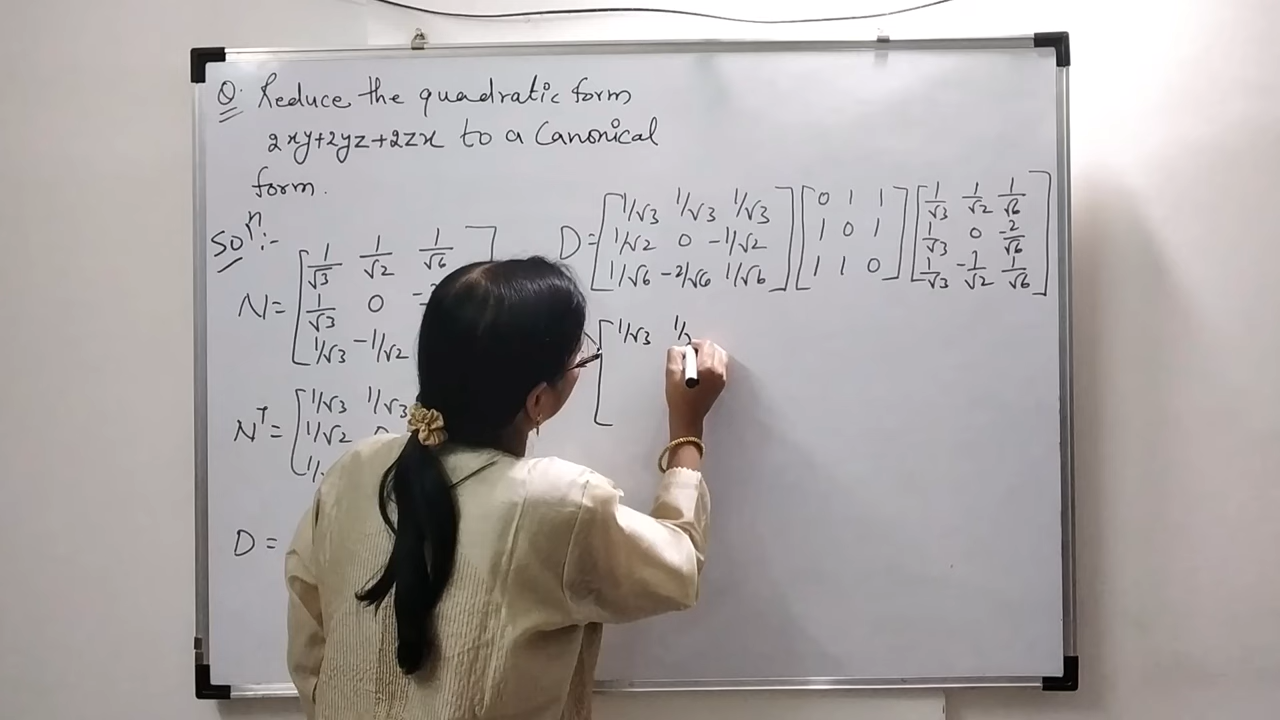 Q. Reduce the quadratic form
2xy+2yz+2zx to a Canonical
form.
Soln:-
N = [ 1/√3 1/√2 1/√6 ]
1/√3 0
1/√3 -1/√2
Nᵀ = [ 1/√3 1/√3
1/√2
D =
D = [ 1/√3 1/√3 1/√3 ] [ 0 1 1 ] [ 1/√3 1/√2 1/√6 ]
1/√2 0 -1/√2 1 0 1 1/√3 0 -2/√6
1/√6 -2/√6 1/√6 1 1 0 1/√3 -1/√2 1/√6
[ 1/√3